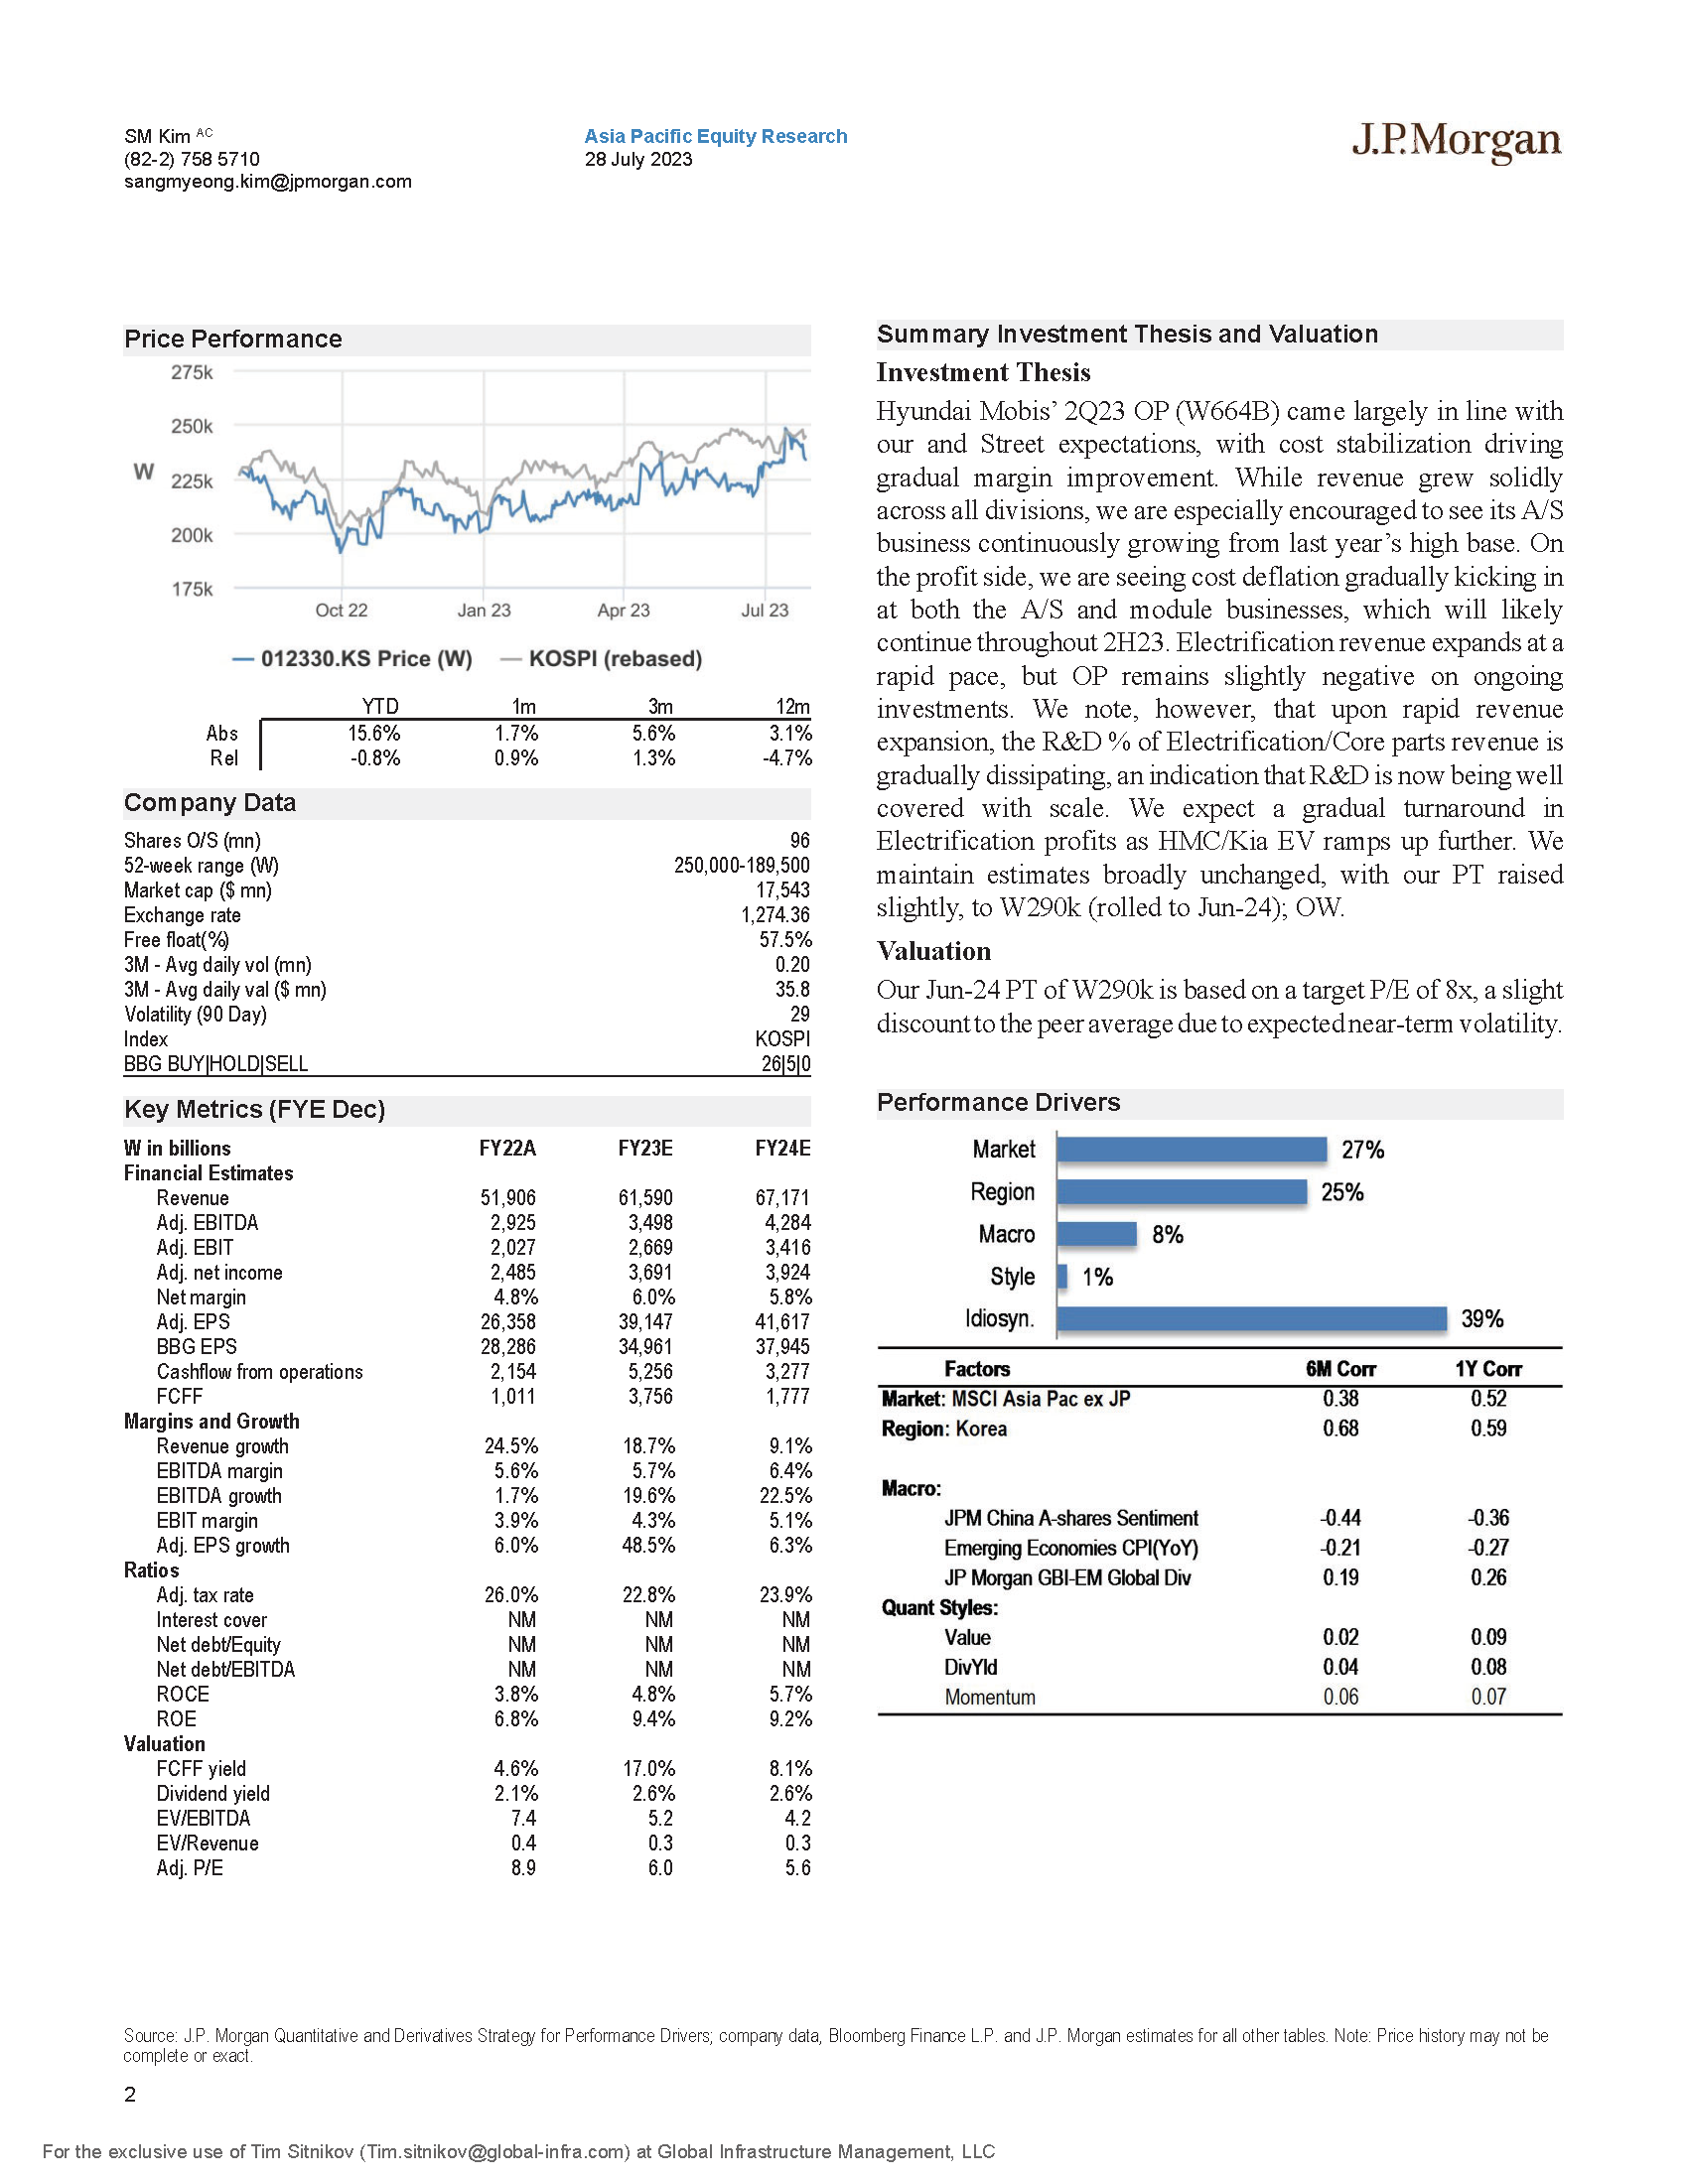 SM Kim AC
(82-2) 758 5710
sangmyeong.kim@jpmorgan.com
Asia Pacific Equity Research
28 July 2023
J.P.Morgan
Price Performance
275k
250k
W
225k
200k
175k
Oct 22 Jan 23 Apr 23 Jul 23
012330.KS Price (W) KOSPI (rebased)
YTD 1m 3m 12m
Abs 15.6% 1.7% 5.6% 3.1%
Rel -0.8% 0.9% 1.3% -4.7%
Company Data
Shares O/S (mn) 96
52-week range (W) 250,000-189,500
Market cap ($ mn) 17,543
Exchange rate 1,274.36
Free float(%) 57.5%
3M - Avg daily vol (mn) 0.20
3M - Avg daily val ($ mn) 35.8
Volatility (90 Day) 29
Index KOSPI
BBG BUY|HOLD|SELL 26|5|0
Key Metrics (FYE Dec)
W in billions FY22A FY23E FY24E
Financial Estimates
Revenue 51,906 61,590 67,171
Adj. EBITDA 2,925 3,498 4,284
Adj. EBIT 2,027 2,669 3,416
Adj. net income 2,485 3,691 3,924
Net margin 4.8% 6.0% 5.8%
Adj. EPS 26,358 39,147 41,617
BBG EPS 28,286 34,961 37,945
Cashflow from operations 2,154 5,256 3,277
FCFF 1,011 3,756 1,777
Margins and Growth
Revenue growth 24.5% 18.7% 9.1%
EBITDA margin 5.6% 5.7% 6.4%
EBITDA growth 1.7% 19.6% 22.5%
EBIT margin 3.9% 4.3% 5.1%
Adj. EPS growth 6.0% 48.5% 6.3%
Ratios
Adj. tax rate 26.0% 22.8% 23.9%
Interest cover NM NM NM
Net debt/Equity NM NM NM
Net debt/EBITDA NM NM NM
ROCE 3.8% 4.8% 5.7%
ROE 6.8% 9.4% 9.2%
Valuation
FCFF yield 4.6% 17.0% 8.1%
Dividend yield 2.1% 2.6% 2.6%
EV/EBITDA 7.4 5.2 4.2
EV/Revenue 0.4 0.3 0.3
Adj. P/E 8.9 6.0 5.6
Summary Investment Thesis and Valuation
Investment Thesis
Hyundai Mobis' 2Q23 OP (W664B) came largely in line with
our and Street expectations, with cost stabilization driving
gradual margin improvement. While revenue grew solidly
across all divisions, we are especially encouraged to see its A/S
business continuously growing from last year's high base. On
the profit side, we are seeing cost deflation gradually kicking in
at both the A/S and module businesses, which will likely
continue throughout 2H23. Electrification revenue expands at a
rapid pace, but OP remains slightly negative on ongoing
investments. We note, however, that upon rapid revenue
expansion, the R&D % of Electrification/Core parts revenue is
gradually dissipating, an indication that R&D is now being well
covered with scale. We expect a gradual turnaround in
Electrification profits as HMC/Kia EV ramps up further. We
maintain estimates broadly unchanged, with our PT raised
slightly, to W290k (rolled to Jun-24); OW.
Valuation
Our Jun-24 PT of W290k is based on a target P/E of 8x, a slight
discount to the peer average due to expected near-term volatility.
Performance Drivers
Market 27%
Region 25%
Macro 8%
Style 1%
Idiosyn. 39%
Factors 6M Corr 1Y Corr
Market: MSCI Asia Pac ex JP 0.38 0.52
Region: Korea 0.68 0.59
Macro:
JPM China A-shares Sentiment -0.44 -0.36
Emerging Economies CPI(YoY) -0.21 -0.27
JP Morgan GBI-EM Global Div 0.19 0.26
Quant Styles:
Value 0.02 0.09
DivYld 0.04 0.08
Momentum 0.06 0.07
Source: J.P. Morgan Quantitative and Derivatives Strategy for Performance Drivers; company data, Bloomberg Finance L.P. and J.P. Morgan estimates for all other tables. Note: Price history may not be
complete or exact.
2
For the exclusive use of Tim Sitnikov (Tim.sitnikov@global-infra.com) at Global Infrastructure Management, LLC